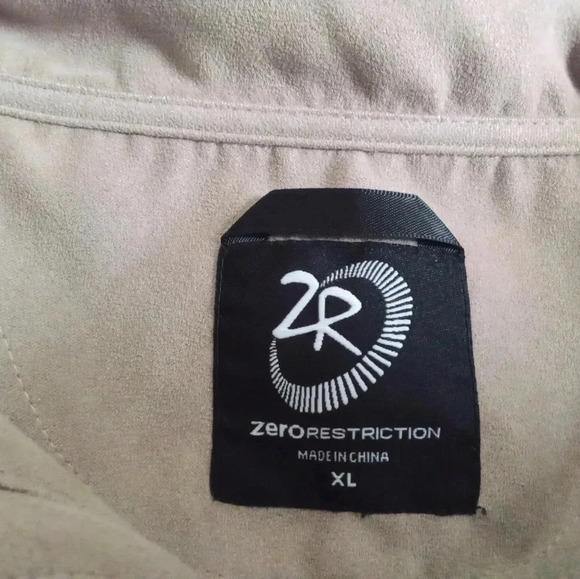 ZR
zeroRESTRICTION
MADE IN CHINA
XL